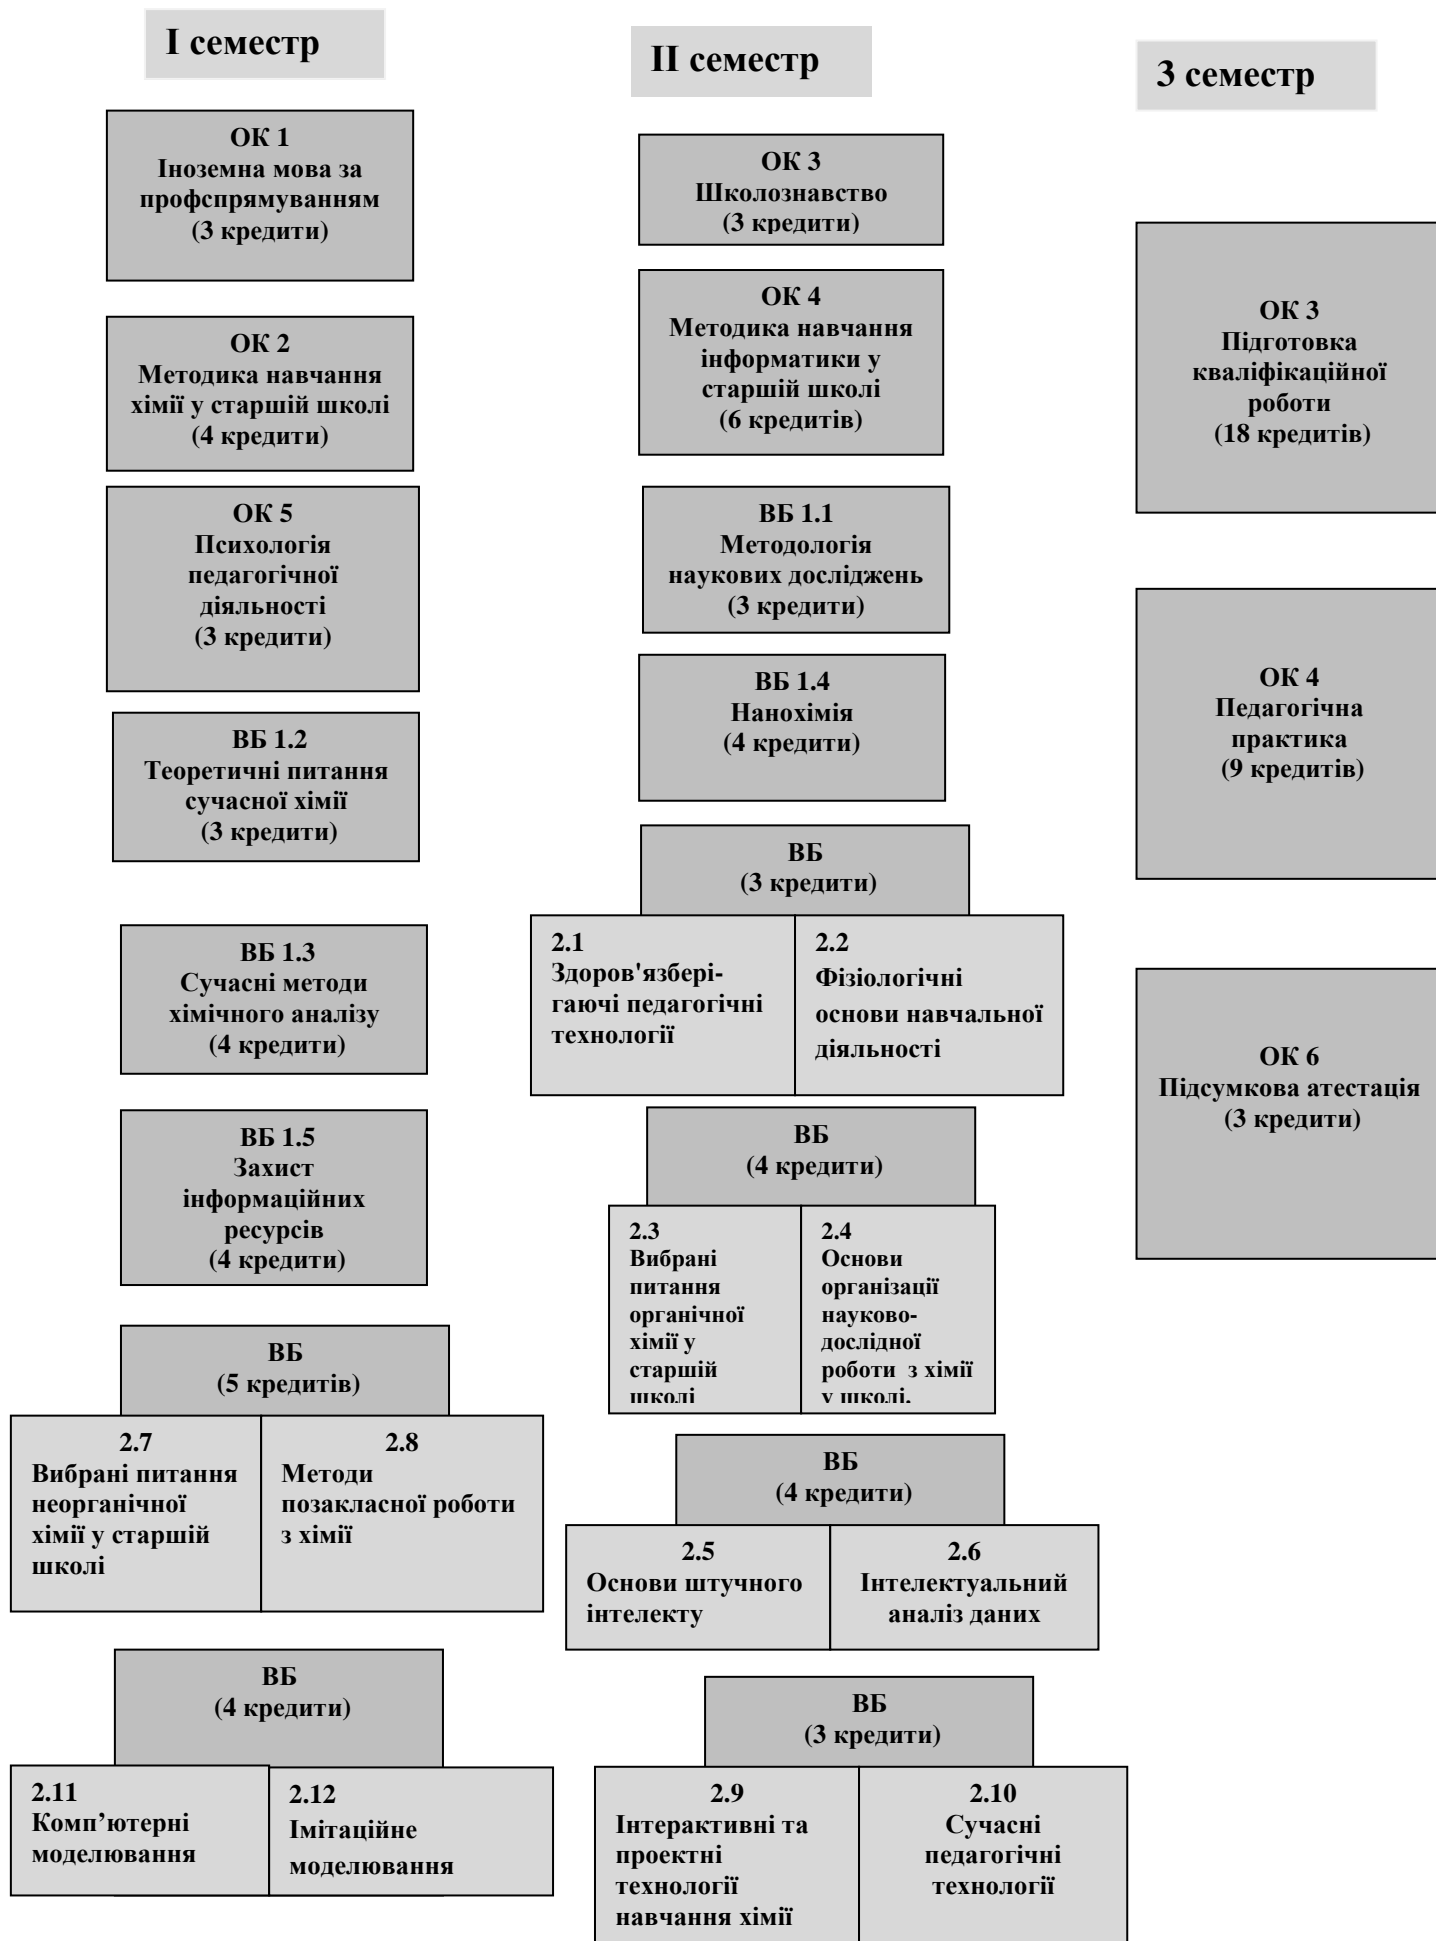 I семестр
ОК 1
Іноземна мова за
профспрямуванням
(3 кредити)
ОК 2
Методика навчання
хімії у старшій школі
(4 кредити)
ОК 5
Психологія
педагогічної
діяльності
(3 кредити)
ВБ 1.2
Теоретичні питання
сучасної хімії
(3 кредити)
ВБ 1.3
Сучасні методи
хімічного аналізу
(4 кредити)
ВБ 1.5
Захист
інформаційних
ресурсів
(4 кредити)
ВБ
(5 кредитів)
2.7
Вибрані питання
неорганічної
хімії у старшій
школі
2.8
Методи
позакласної роботи
з хімії
ВБ
(4 кредити)
2.11
Комп’ютерні
моделювання
2.12
Імітаційне
моделювання
II семестр
ОК 3
Школознавство
(3 кредити)
ОК 4
Методика навчання
інформатики у
старшій школі
(6 кредитів)
ВБ 1.1
Методологія
наукових досліджень
(3 кредити)
ВБ 1.4
Нанохімія
(4 кредити)
ВБ
(3 кредити)
2.1
Здоров'язбері-
гаючі педагогічні
технології
2.2
Фізіологічні
основи навчальної
діяльності
ВБ
(4 кредити)
2.3
Вибрані
питання
органічної
хімії у
старшій
школі
2.4
Основи
організації
науково-
дослідної
роботи з хімії
у школі.
ВБ
(4 кредити)
2.5
Основи штучного
інтелекту
2.6
Інтелектуальний
аналіз даних
ВБ
(3 кредити)
2.9
Інтерактивні та
проектні
технології
навчання хімії
2.10
Сучасні
педагогічні
технології
3 семестр
ОК 3
Підготовка
кваліфікаційної
роботи
(18 кредитів)
ОК 4
Педагогічна
практика
(9 кредитів)
ОК 6
Підсумкова атестація
(3 кредити)